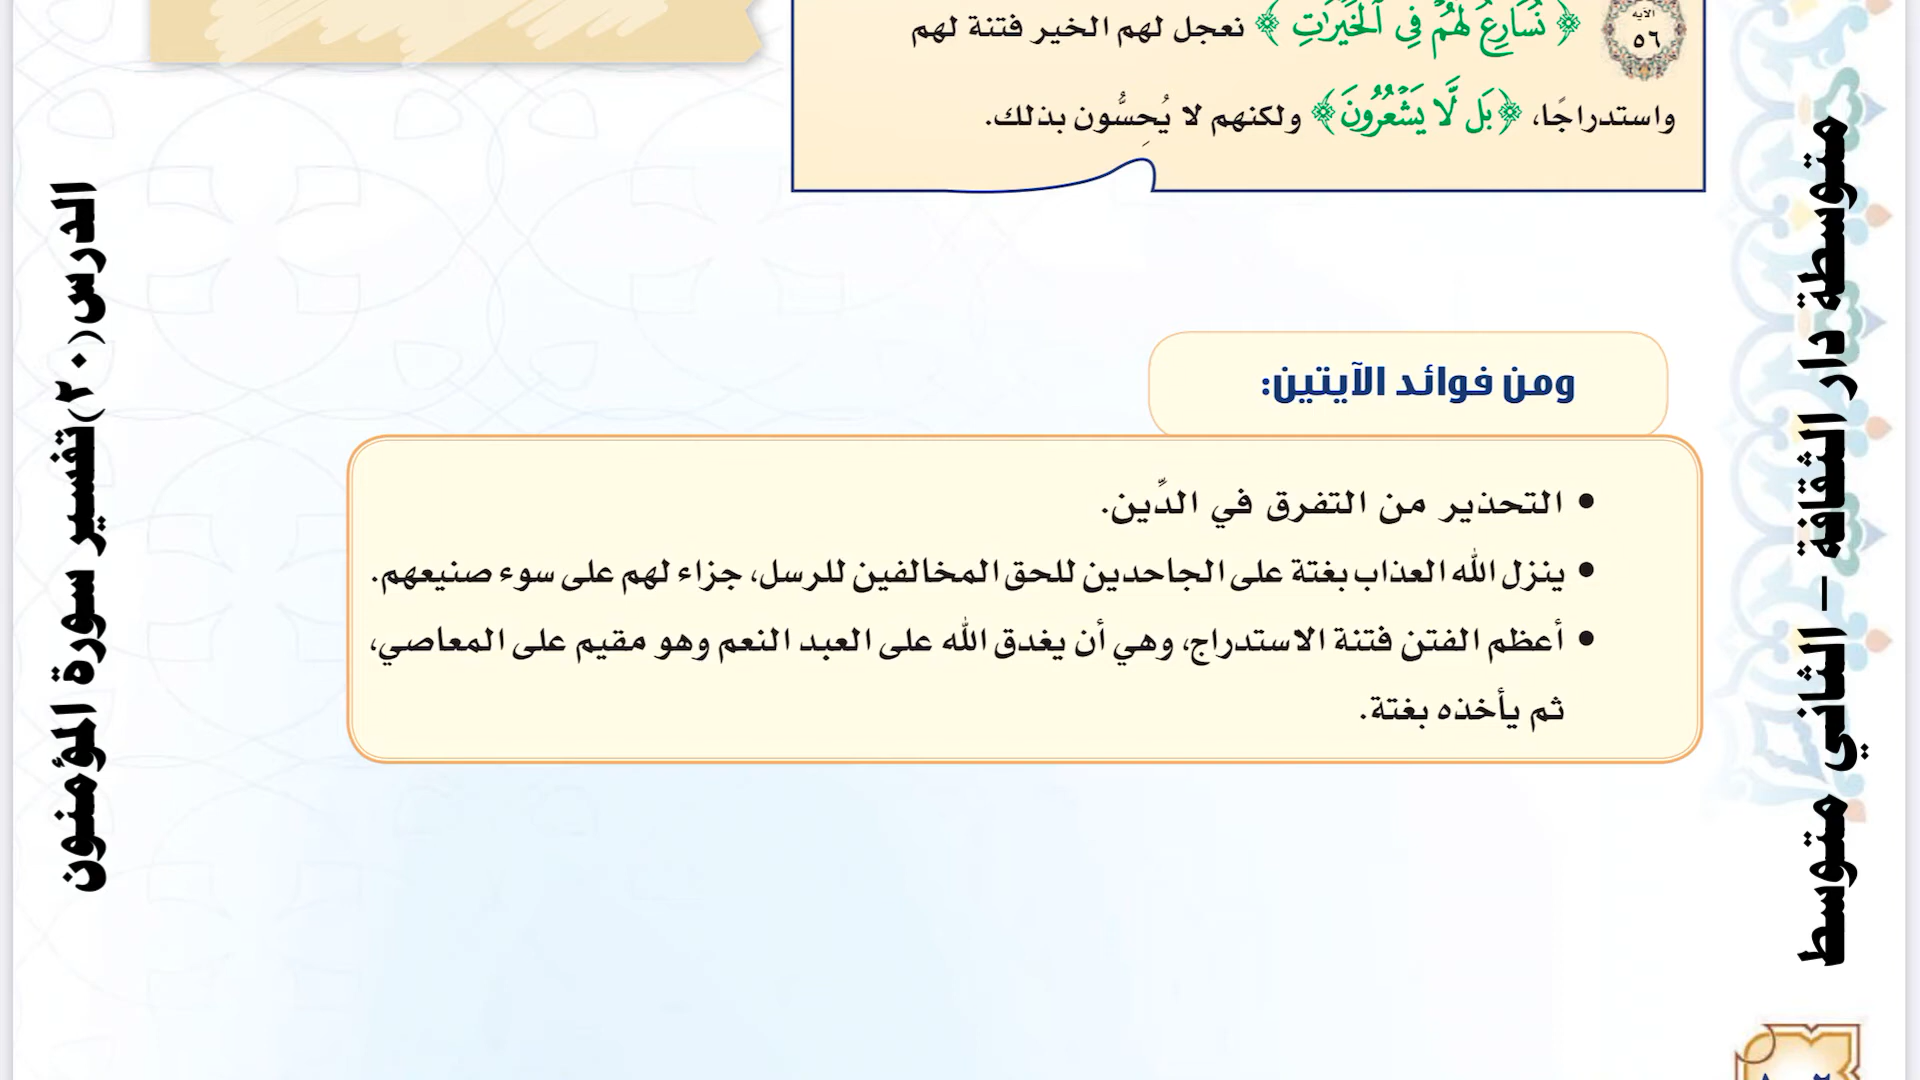 الآية
٥٦
﴿ نُسَارِعُ لَهُمْ فِي ٱلْخَيْرَٰتِ ﴾ نعجل لهم الخير فتنة لهم
واستدراجًا، ﴿بَل لَّا يَشْعُرُونَ﴾ ولكنهم لا يُحِسُّون بذلك.
ومن فوائد الآيتين:
• التحذير من التفرق في الدِّين.
• ينزل الله العذاب بغتة على الجاحدين للحق المخالفين للرسل، جزاء لهم على سوء صنيعهم.
• أعظم الفتن فتنة الاستدراج، وهي أن يغدق الله على العبد النعم وهو مقيم على المعاصي،
ثم يأخذه بغتة.
متوسطة دار الثقافة – الثاني متوسط
الدرس(٢٠)تفسير سورة المؤمنون